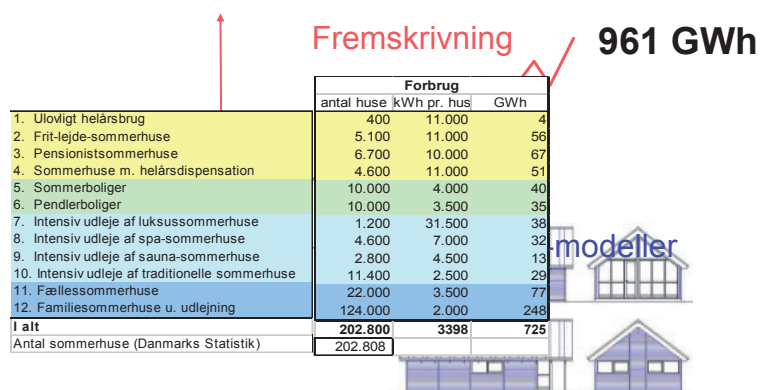 Fremskrivning 961 GWh
Forbrug
antal huse kWh pr. hus GWh
1. Ulovligt helårsbrug 400 11.000 4
2. Frit-lejde-sommerhuse 5.100 11.000 56
3. Pensionistsommerhuse 6.700 10.000 67
4. Sommerhuse m. helårsdispensation 4.600 11.000 51
5. Sommerboliger 10.000 4.000 40
6. Pendlerboliger 10.000 3.500 35
7. Intensiv udleje af luksussommerhuse 1.200 31.500 38
8. Intensiv udleje af spa-sommerhuse 4.600 7.000 32
-modeller
9. Intensiv udleje af sauna-sommerhuse 2.800 4.500 13
10. Intensiv udleje af traditionelle sommerhuse 11.400 2.500 29
11. Fællessommerhuse 22.000 3.500 77
12. Familiesommerhuse u. udlejning 124.000 2.000 248
I alt 202.800 3398 725
Antal sommerhuse (Danmarks Statistik) 202.808